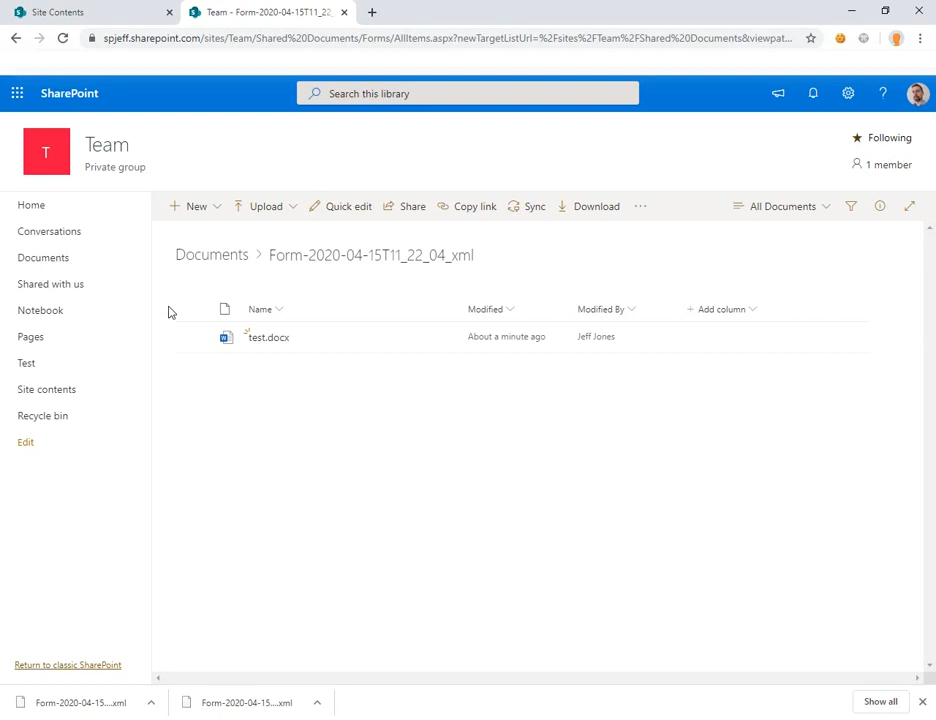 Site Contents
Team - Form-2020-04-15T11_22_
spjeff.sharepoint.com/sites/Team/Shared%20Documents/Forms/AllItems.aspx?newTargetListUrl=%2Fsites%2FTeam%2FShared%20Documents&viewpat...
SharePoint
Search this library
T
Team
Private group
Following
1 member
Home
Conversations
Documents
Shared with us
Notebook
Pages
Test
Site contents
Recycle bin
Edit
Return to classic SharePoint
New
Upload
Quick edit
Share
Copy link
Sync
Download
All Documents
Documents > Form-2020-04-15T11_22_04_xml
Name
Modified
Modified By
+ Add column
test.docx
About a minute ago
Jeff Jones
Form-2020-04-15....xml
Form-2020-04-15....xml
Show all